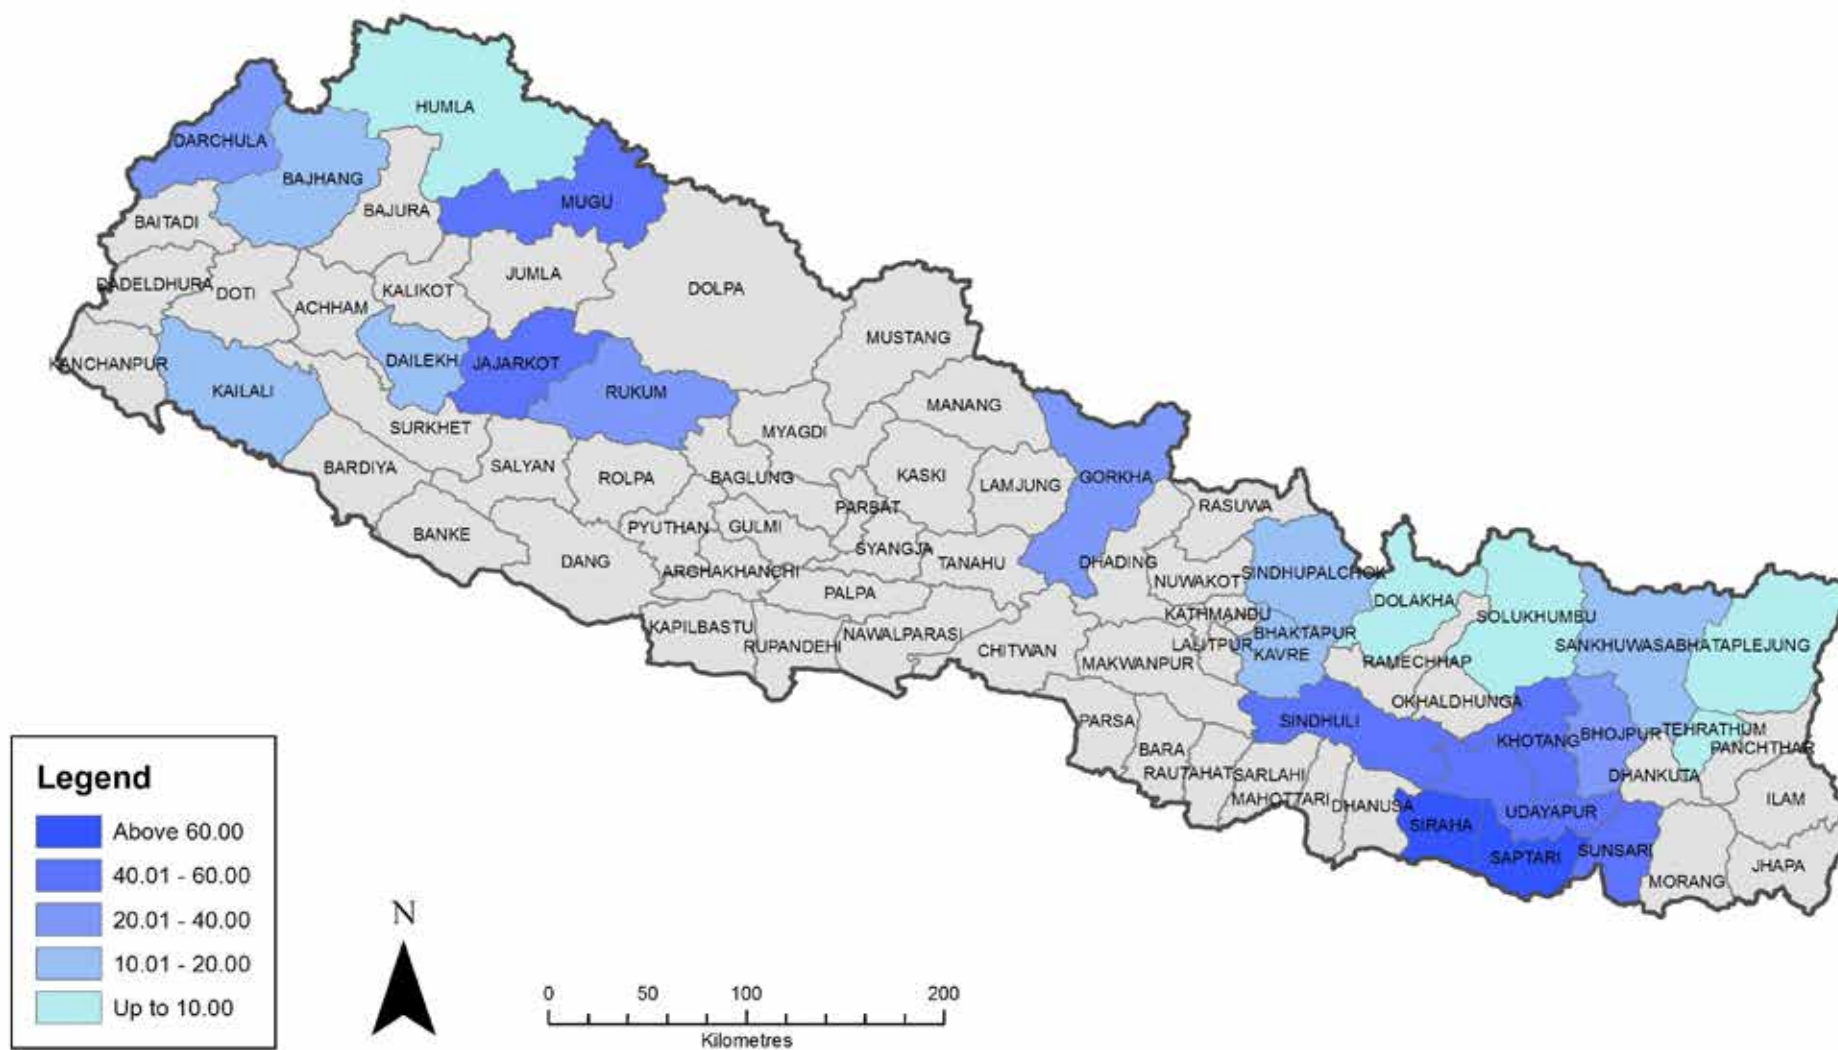 HUMLA
DARCHULA
BAJHANG
MUGU
BAJURA
BAITADI
JUMLA
DADELDHURA
DOTI
KALIKOT
DOLPA
ACHHAM
MUSTANG
KANCHANPUR
DAILEKH
JAJARKOT
KAILALI
RUKUM
MANANG
SURKHET
MYAGDI
BARDIYA
SALYAN
ROLPA
BAGLUNG
KASKI
LAMJUNG
GORKHA
PARBAT
RASUWA
BANKE
PYUTHAN
GULMI
SYANGJA
DANG
ARGHAKHANCHI
TANAHU
DHADING
NUWAKOT
SINDHUPALCHOK
PALPA
DOLAKHA
KATHMANDU
SOLUKHUMBU
KAPILBASTU
RUPANDEHI
NAWALPARASI
CHITWAN
LALITPUR
BHAKTAPUR
KAVRE
MAKWANPUR
RAMECHHAP
SANKHUWASABHA
TAPLEJUNG
OKHALDHUNGA
PARSA
SINDHULI
KHOTANG
BHOJPUR
TEHRATHUM
PANCHTHAR
BARA
RAUTAHAT
SARLAHI
DHANKUTA
MAHOTTARI
DHANUSA
ILAM
SIRAHA
UDAYAPUR
SAPTARI
SUNSARI
MORANG
JHAPA
Legend
Above 60.00
40.01 - 60.00
20.01 - 40.00
10.01 - 20.00
Up to 10.00
N
0 50 100 200
Kilometres